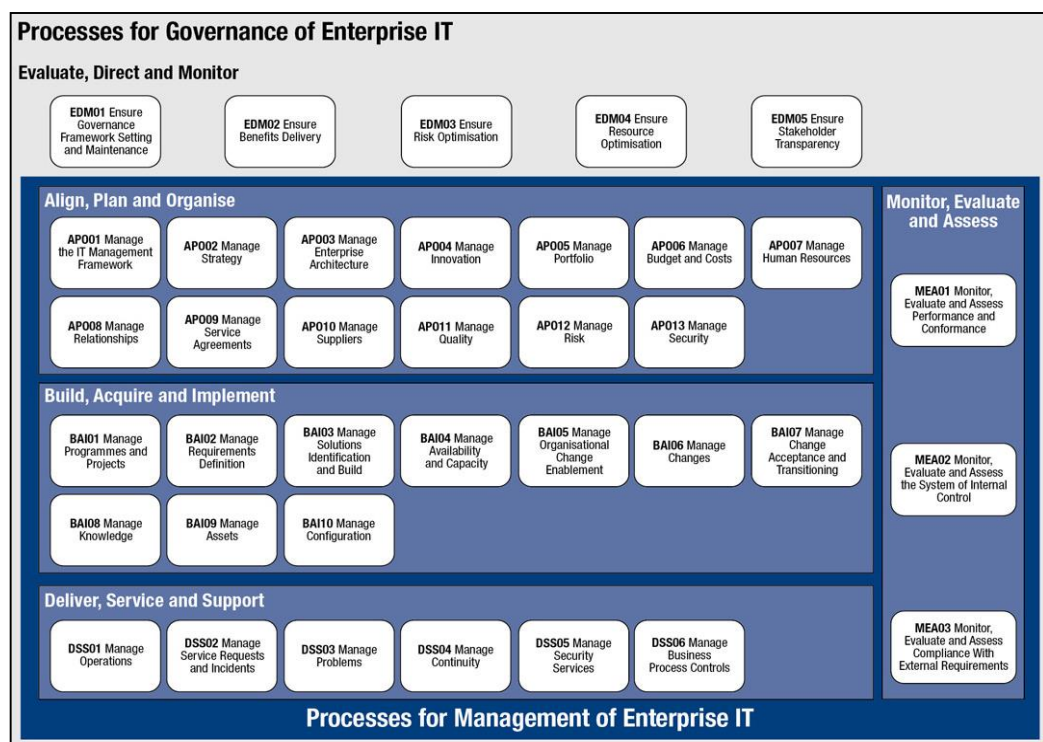 Processes for Governance of Enterprise IT
Evaluate, Direct and Monitor
EDM01 Ensure
Governance
Framework Setting
and Maintenance
EDM02 Ensure
Benefits Delivery
EDM03 Ensure
Risk Optimisation
EDM04 Ensure
Resource
Optimisation
EDM05 Ensure
Stakeholder
Transparency
Align, Plan and Organise
APO01 Manage
the IT Management
Framework
APO02 Manage
Strategy
APO03 Manage
Enterprise
Architecture
APO04 Manage
Innovation
APO05 Manage
Portfolio
APO06 Manage
Budget and Costs
APO07 Manage
Human Resources
APO08 Manage
Relationships
APO09 Manage
Service
Agreements
APO10 Manage
Suppliers
APO11 Manage
Quality
APO12 Manage
Risk
APO13 Manage
Security
Build, Acquire and Implement
BAI01 Manage
Programmes and
Projects
BAI02 Manage
Requirements
Definition
BAI03 Manage
Solutions
Identification
and Build
BAI04 Manage
Availability
and Capacity
BAI05 Manage
Organisational
Change
Enablement
BAI06 Manage
Changes
BAI07 Manage
Change
Acceptance and
Transitioning
BAI08 Manage
Knowledge
BAI09 Manage
Assets
BAI10 Manage
Configuration
Deliver, Service and Support
DSS01 Manage
Operations
DSS02 Manage
Service Requests
and Incidents
DSS03 Manage
Problems
DSS04 Manage
Continuity
DSS05 Manage
Security
Services
DSS06 Manage
Business
Process Controls
Monitor, Evaluate
and Assess
MEA01 Monitor,
Evaluate and Assess
Performance and
Conformance
MEA02 Monitor,
Evaluate and Assess
the System of Internal
Control
MEA03 Monitor,
Evaluate and Assess
Compliance With
External Requirements
Processes for Management of Enterprise IT